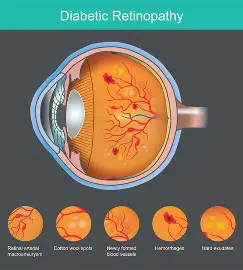 Diabetic Retinopathy
Retinal arterial
macroaneurysm
Cotton wool spots
Newly formed
blood vessels
Hemorrhages
Hard exudates